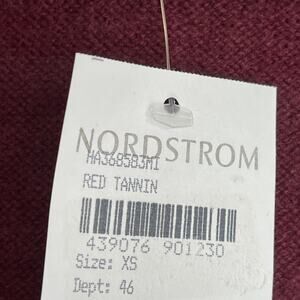 NORDSTROM
HA368583MI
RED TANNIN
439076 901230
Size: XS
Dept: 46